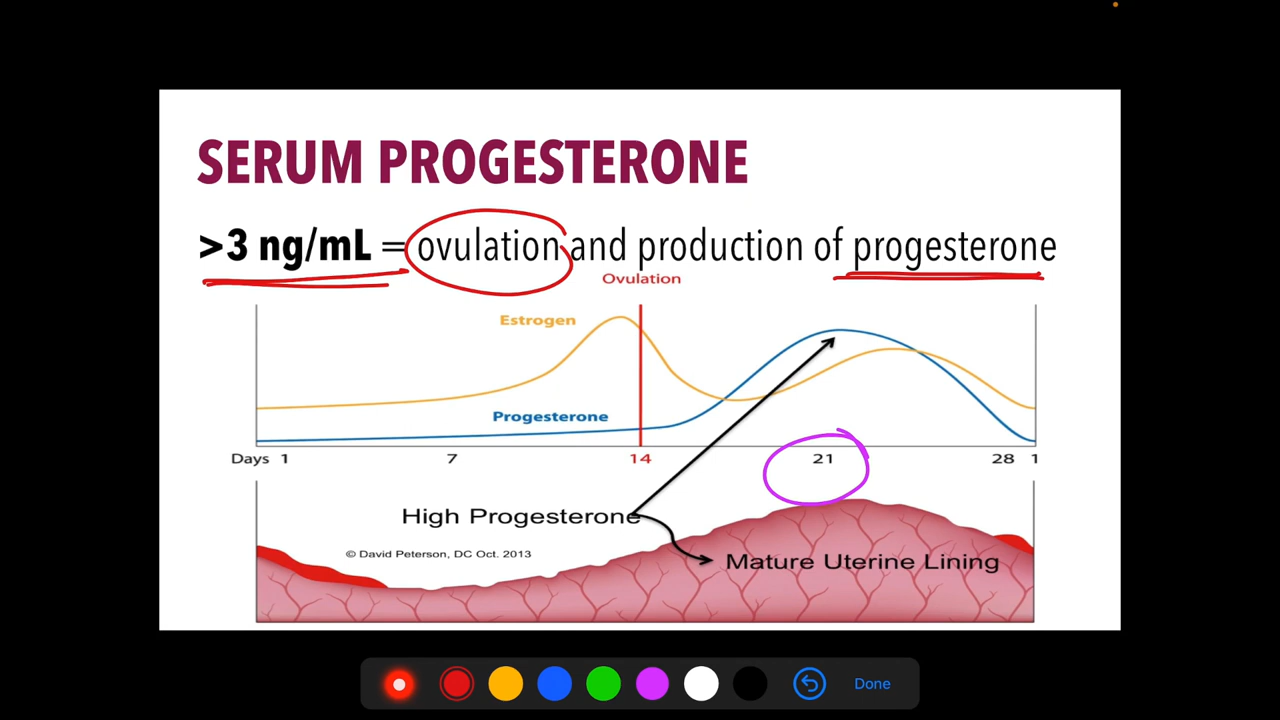 SERUM PROGESTERONE
>3 ng/mL = ovulation and production of progesterone
Ovulation
Estrogen
Progesterone
Days 1 7 14 21 28 1
High Progesterone
© David Peterson, DC Oct. 2013
Mature Uterine Lining
Done